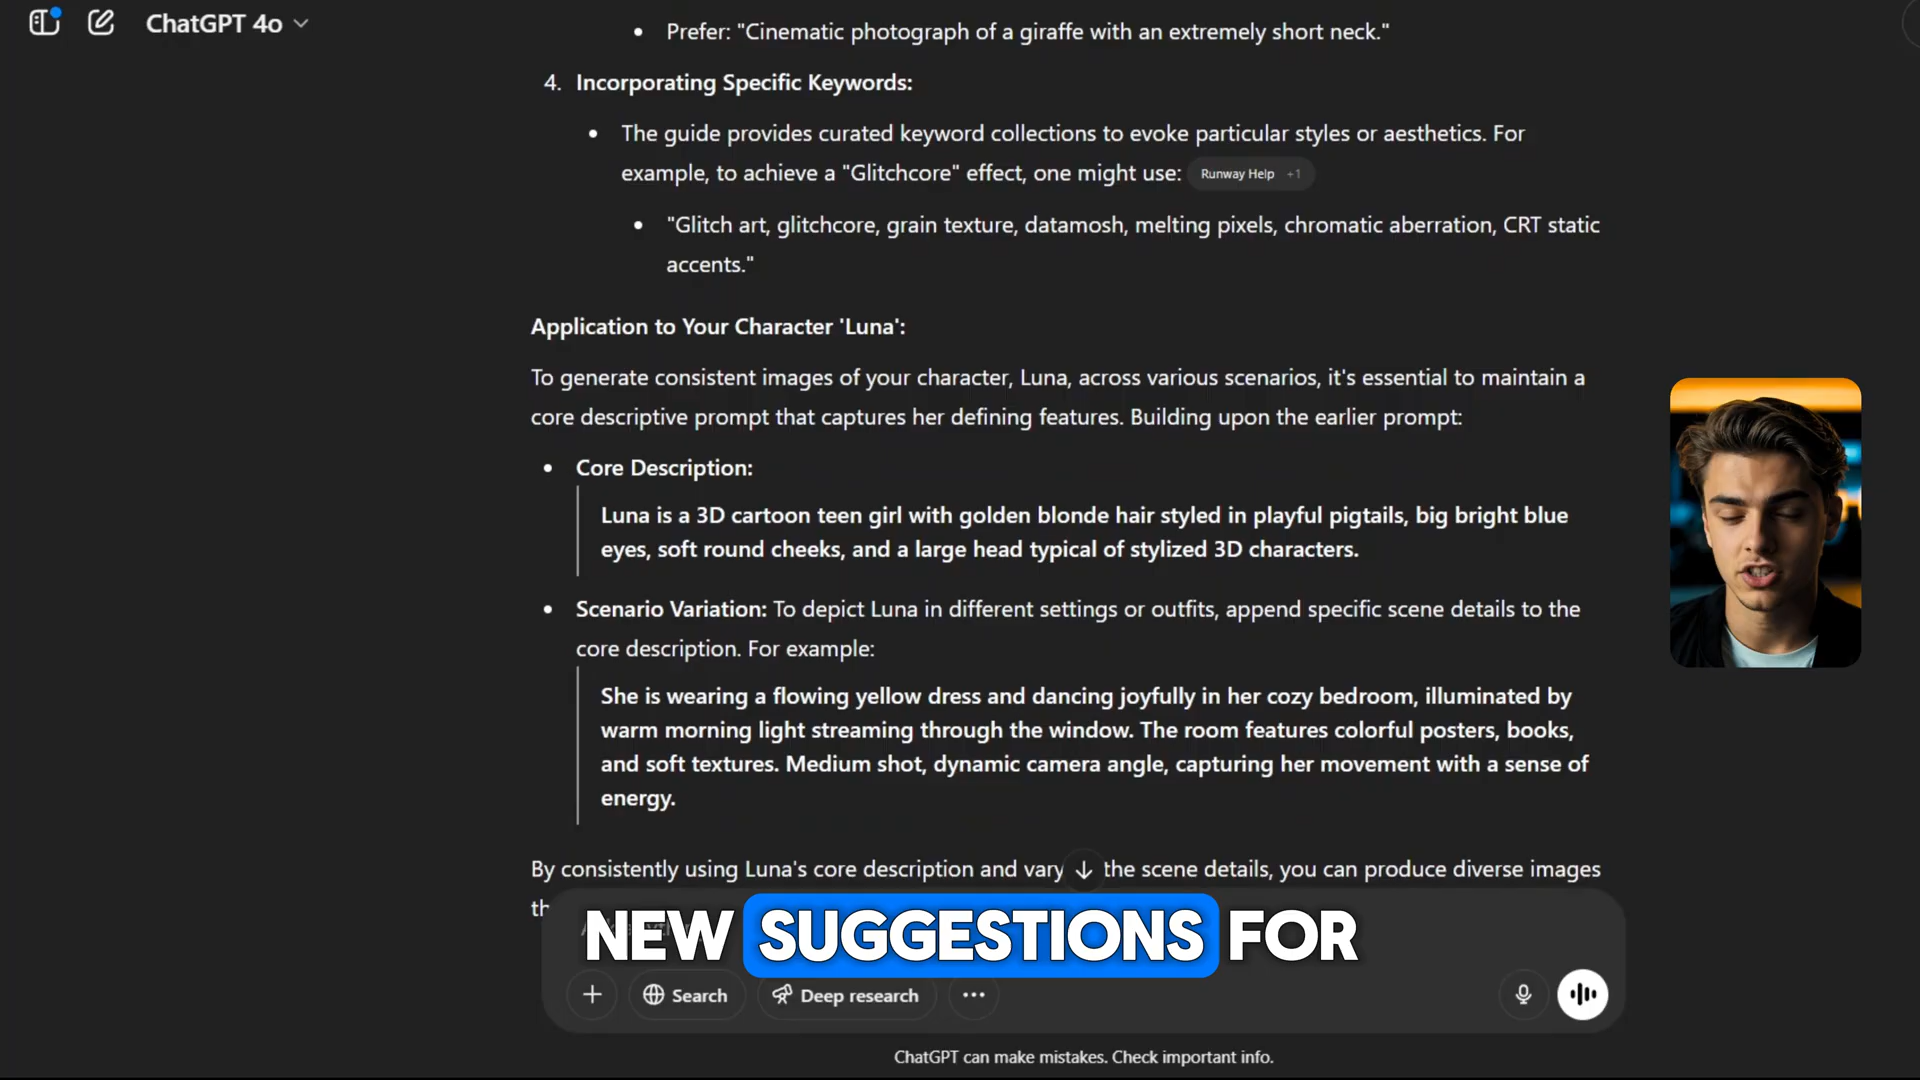 ChatGPT 4o
Prefer: "Cinematic photograph of a giraffe with an extremely short neck."
4. Incorporating Specific Keywords:
The guide provides curated keyword collections to evoke particular styles or aesthetics. For
example, to achieve a "Glitchcore" effect, one might use: Runway Help +1
"Glitch art, glitchcore, grain texture, datamosh, melting pixels, chromatic aberration, CRT static
accents."
Application to Your Character 'Luna':
To generate consistent images of your character, Luna, across various scenarios, it's essential to maintain a
core descriptive prompt that captures her defining features. Building upon the earlier prompt:
Core Description:
Luna is a 3D cartoon teen girl with golden blonde hair styled in playful pigtails, big bright blue
eyes, soft round cheeks, and a large head typical of stylized 3D characters.
Scenario Variation: To depict Luna in different settings or outfits, append specific scene details to the
core description. For example:
She is wearing a flowing yellow dress and dancing joyfully in her cozy bedroom, illuminated by
warm morning light streaming through the window. The room features colorful posters, books,
and soft textures. Medium shot, dynamic camera angle, capturing her movement with a sense of
energy.
By consistently using Luna's core description and vary the scene details, you can produce diverse images
NEW SUGGESTIONS FOR
Search Deep research
ChatGPT can make mistakes. Check important info.